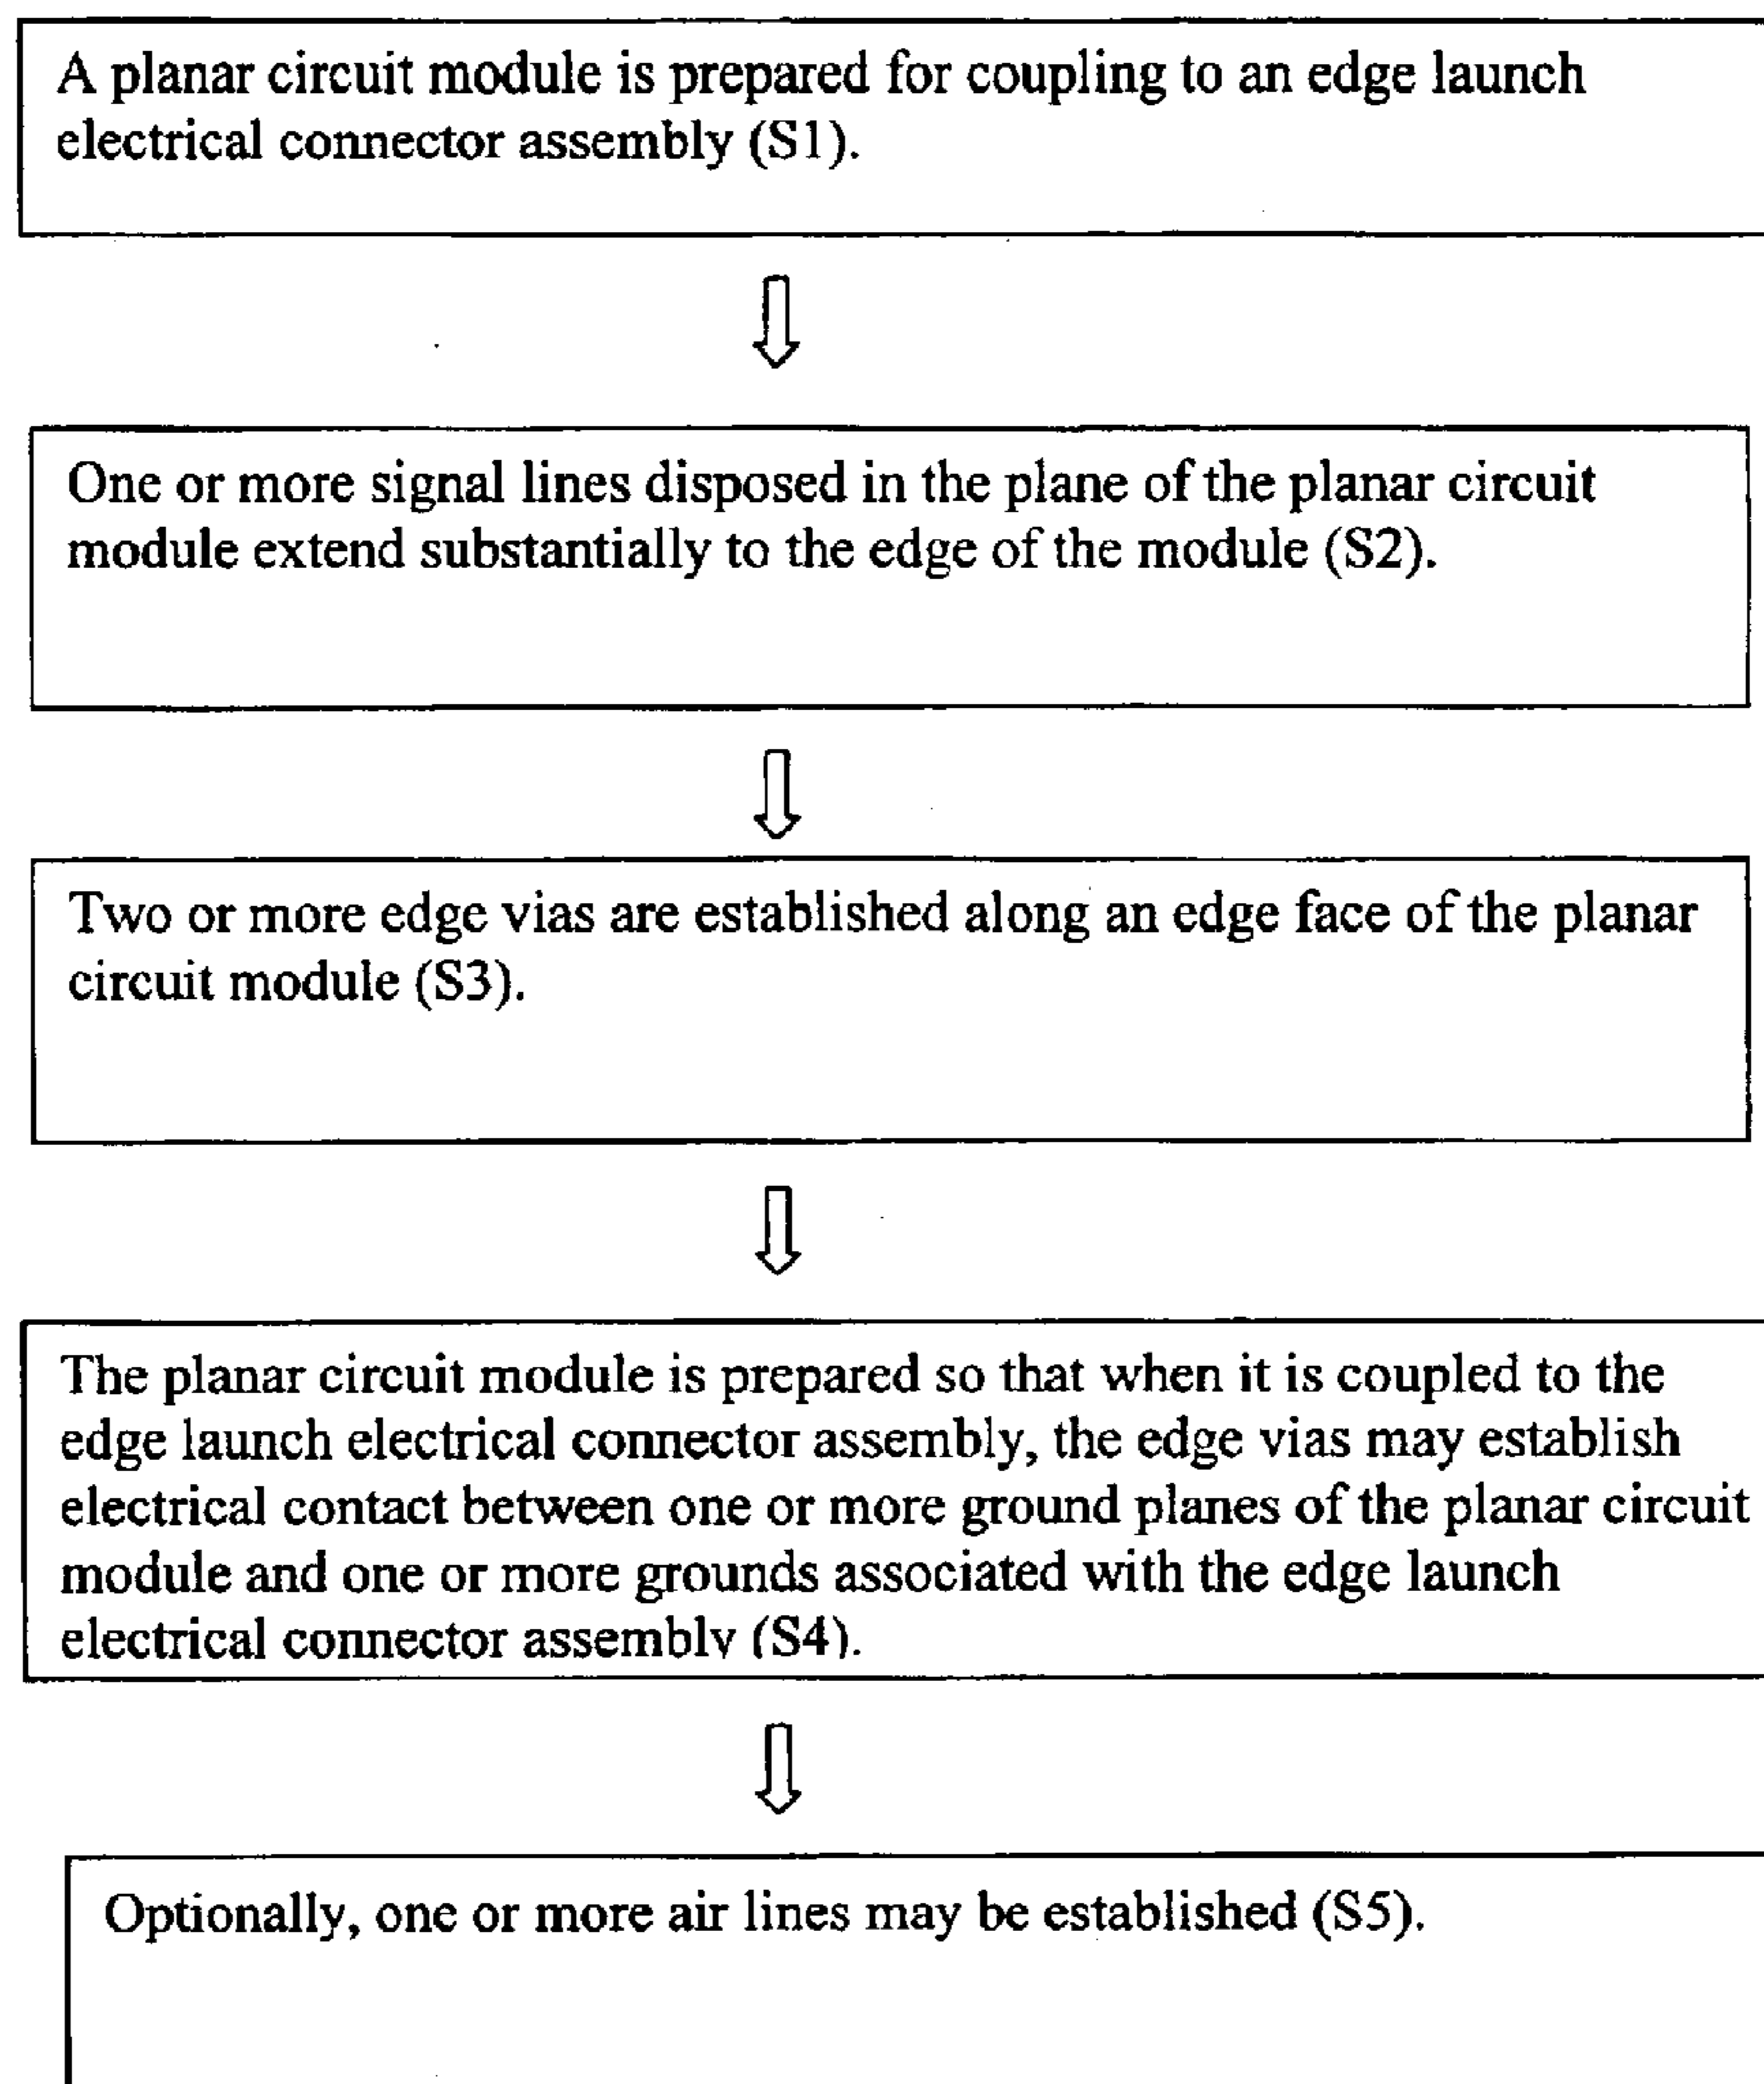 A planar circuit module is prepared for coupling to an edge launch
electrical connector assembly (S1).
One or more signal lines disposed in the plane of the planar circuit
module extend substantially to the edge of the module (S2).
Two or more edge vias are established along an edge face of the planar
circuit module (S3).
The planar circuit module is prepared so that when it is coupled to the
edge launch electrical connector assembly, the edge vias may establish
electrical contact between one or more ground planes of the planar circuit
module and one or more grounds associated with the edge launch
electrical connector assembly (S4).
Optionally, one or more air lines may be established (S5).